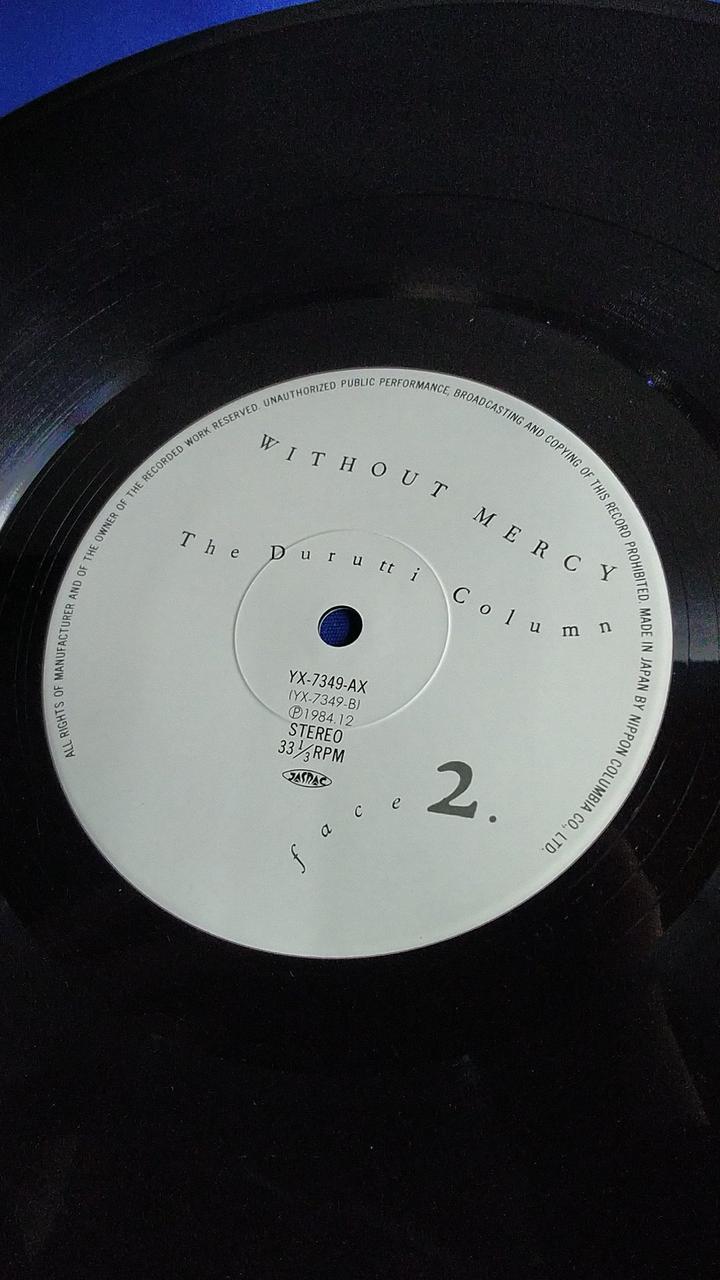 ALL RIGHTS OF MANUFACTURER AND OF THE OWNER OF THE RECORDED WORK RESERVED. UNAUTHORIZED PUBLIC PERFORMANCE, BROADCASTING AND COPYING OF THIS RECORD PROHIBITED. MADE IN JAPAN BY NIPPON COLUMBIA CO., LTD.
WITHOUT MERCY
The Durutti Column
YX-7349-AX
(YX-7349-B)
Ⓟ1984.12
STEREO
33 1/3 RPM
JASRAC
face 2.